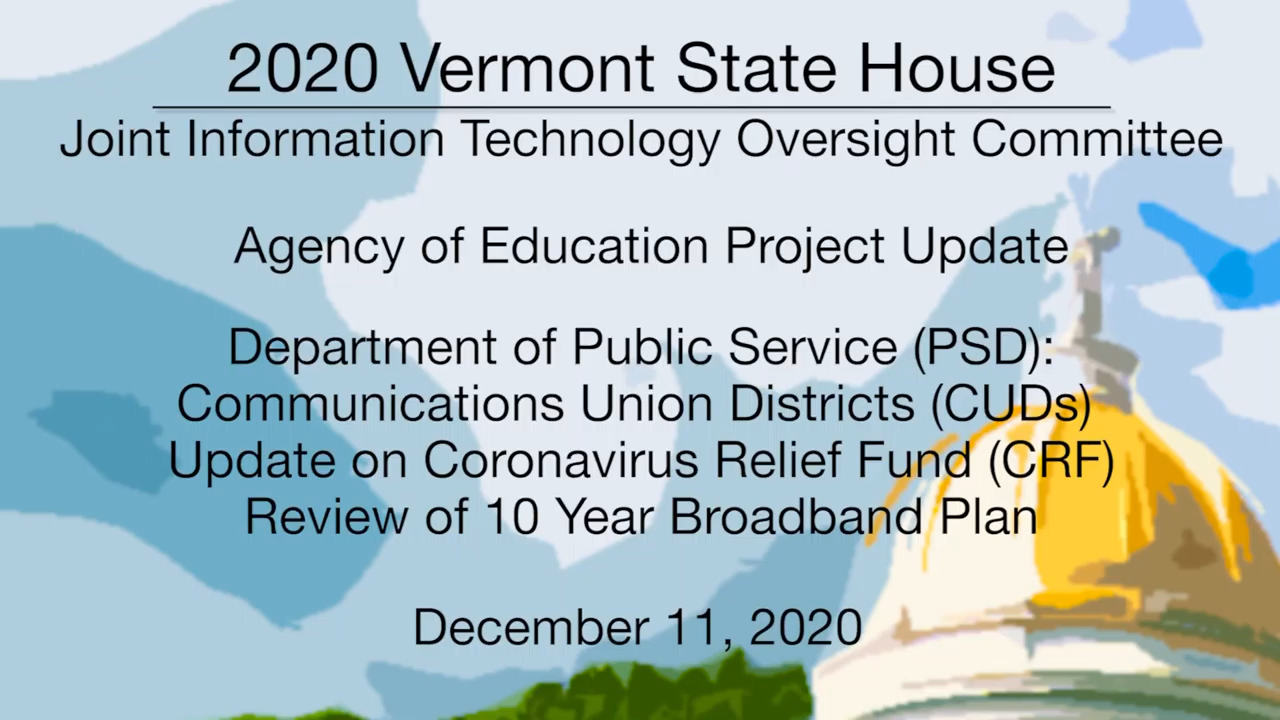 2020 Vermont State House
Joint Information Technology Oversight Committee
Agency of Education Project Update
Department of Public Service (PSD):
Communications Union Districts (CUDs)
Update on Coronavirus Relief Fund (CRF)
Review of 10 Year Broadband Plan
December 11, 2020